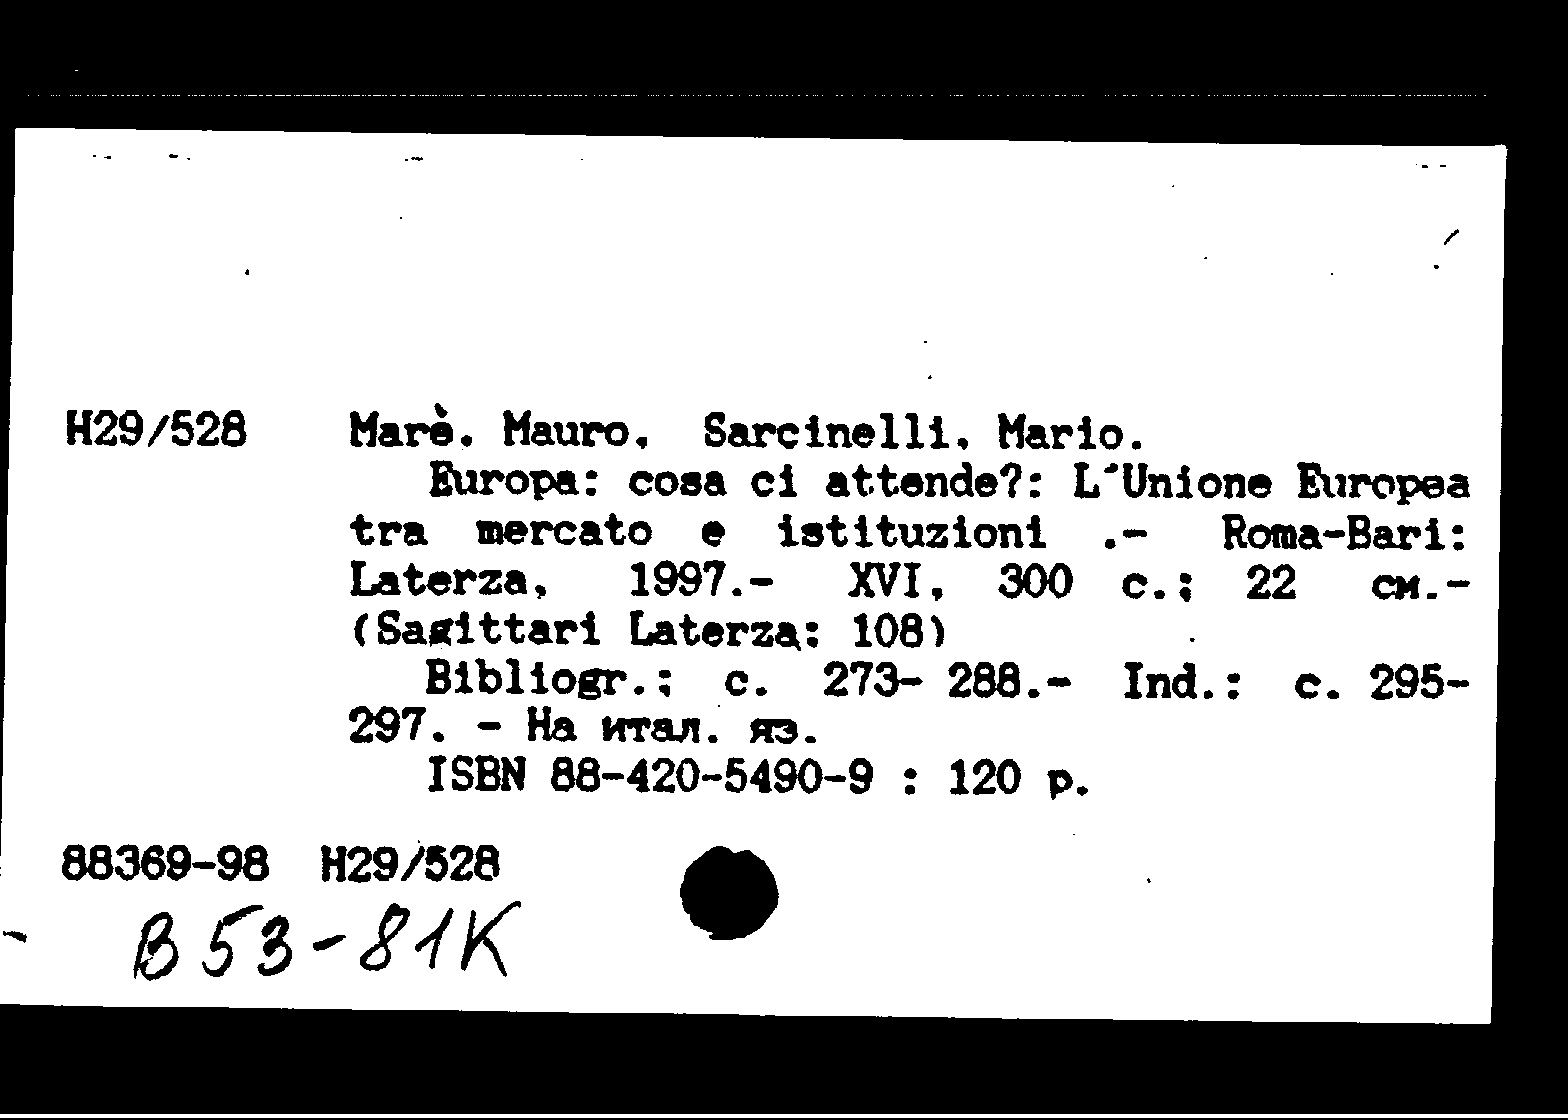 H29/528 Marè, Mauro, Sarcinelli, Mario.
Europa: cosa ci attende?: L'Unione Europea
tra mercato e istituzioni .- Roma-Bari:
Laterza, 1997.- XVI, 300 с.; 22 см.-
(Sagittari Laterza; 108)
Bibliogr.: с. 273- 288.- Ind.: с. 295-
297. - На итал. яз.
ISBN 88-420-5490-9 : 120 р.
88369-98 H29/528
В 53-81К